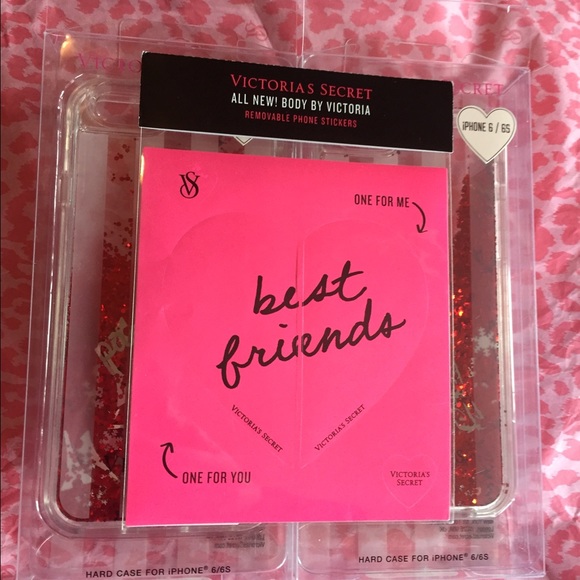 VICTORIA'S SECRET
ALL NEW! BODY BY VICTORIA
REMOVABLE PHONE STICKERS
CRET
iPHONE 6 / 6S
VS
ONE FOR ME
best
friends
VICTORIA'S SECRET
VICTORIA'S SECRET
ONE FOR YOU
VICTORIA'S
SECRET
HARD CASE FOR iPHONE® 6/6S
HARD CASE FOR iPHONE® 6/6S